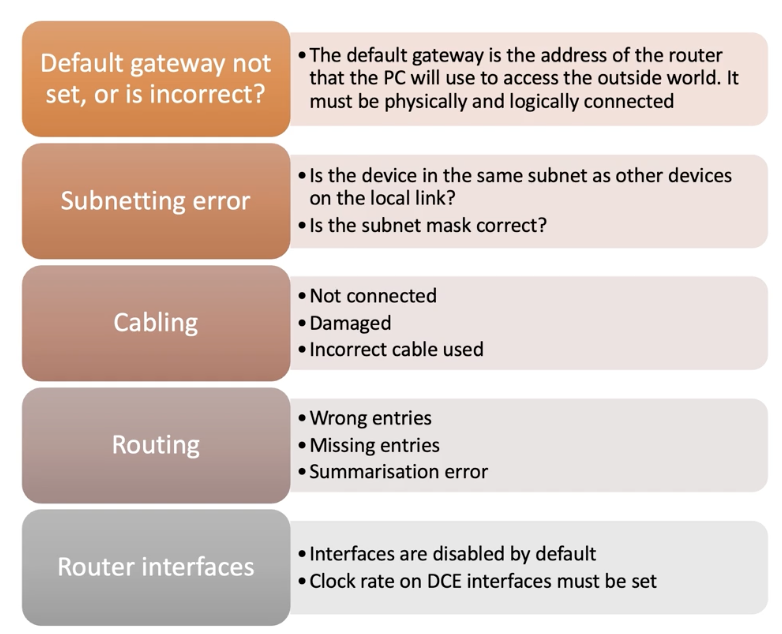 Default gateway not
set, or is incorrect?
• The default gateway is the address of the router
that the PC will use to access the outside world. It
must be physically and logically connected
Subnetting error
• Is the device in the same subnet as other devices
on the local link?
• Is the subnet mask correct?
Cabling
• Not connected
• Damaged
• Incorrect cable used
Routing
• Wrong entries
• Missing entries
• Summarisation error
Router interfaces
• Interfaces are disabled by default
• Clock rate on DCE interfaces must be set